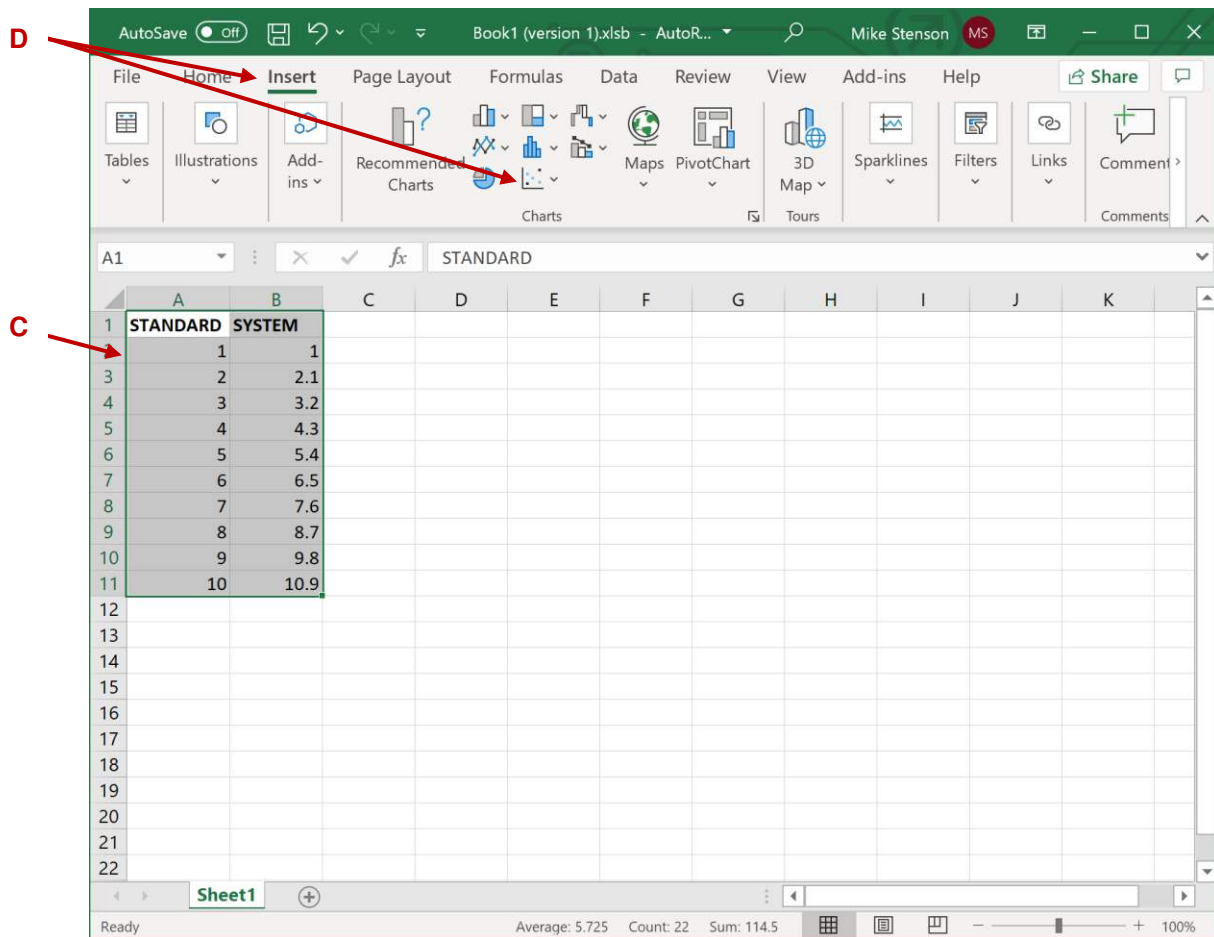 D
AutoSave Off Book1 (version 1).xlsb - AutoR... Mike Stenson MS
File Home Insert Page Layout Formulas Data Review View Add-ins Help Share
Tables Illustrations Add-ins Recommended Charts Maps PivotChart 3D Map Sparklines Filters Links Comment
Charts Tours Comments
A1 fx STANDARD
A B C D E F G H I J K
C
1 STANDARD SYSTEM
1 1
3 2 2.1
4 3 3.2
5 4 4.3
6 5 5.4
7 6 6.5
8 7 7.6
9 8 8.7
10 9 9.8
11 10 10.9
12
13
14
15
16
17
18
19
20
21
22
Sheet1
Ready Average: 5.725 Count: 22 Sum: 114.5 100%